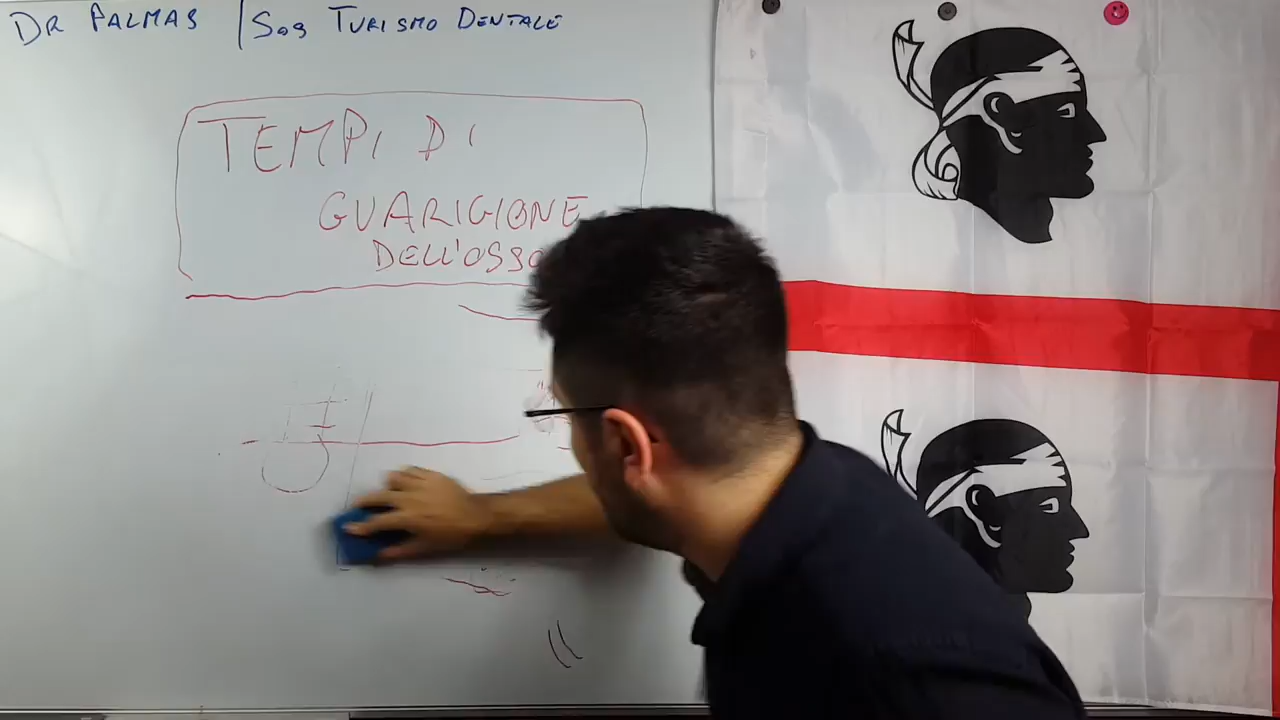 DR PALMAS | SOS TURISMO DENTALE
TEMPI DI
GUARIGIONE
DELL'OSSO